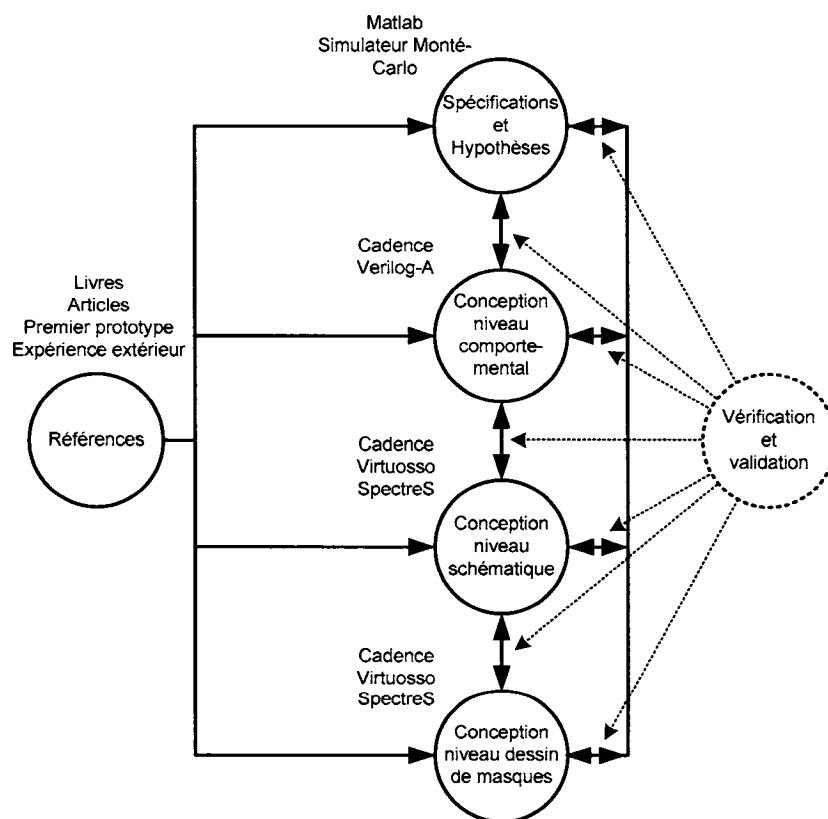 Matlab
Simulateur Monté-
Carlo
Spécifications
et
Hypothèses
Cadence
Verilog-A
Livres
Articles
Premier prototype
Expérience extérieur
Conception
niveau
comporte-
mental
Références
Vérification
et
validation
Cadence
Virtuosso
SpectreS
Conception
niveau
schématique
Cadence
Virtuosso
SpectreS
Conception
niveau dessin
de masques